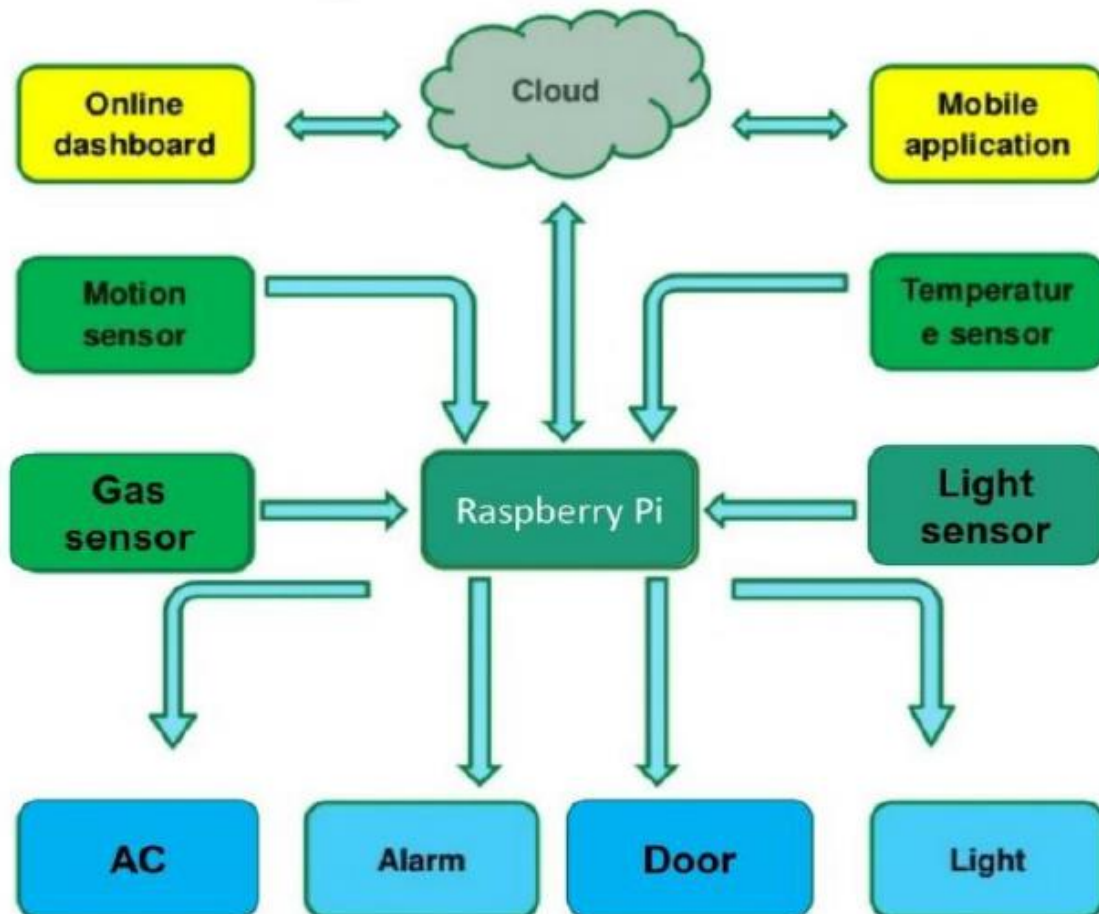 Cloud
Online
dashboard
Mobile
application
Motion
sensor
Temperatur
e sensor
Gas
sensor
Raspberry Pi
Light
sensor
AC
Alarm
Door
Light